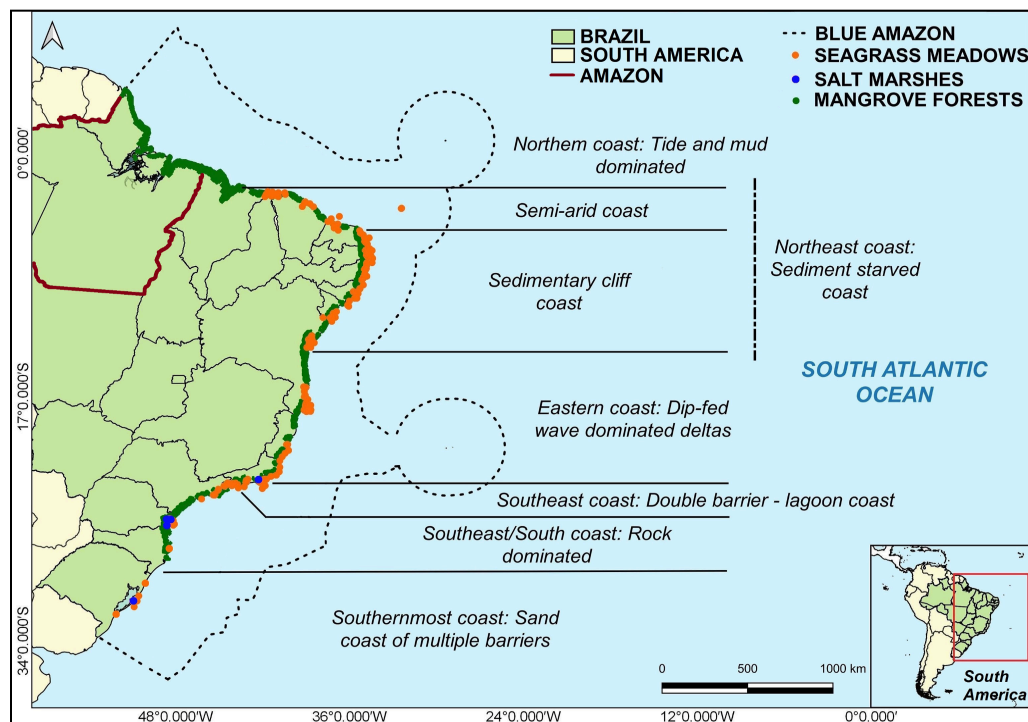 BRAZIL
SOUTH AMERICA
AMAZON
BLUE AMAZON
SEAGRASS MEADOWS
SALT MARSHES
MANGROVE FORESTS
Northem coast: Tide and mud
dominated
Semi-arid coast
Northeast coast:
Sediment starved
coast
Sedimentary cliff
coast
SOUTH ATLANTIC
OCEAN
Eastern coast: Dip-fed
wave dominated deltas
Southeast coast: Double barrier - lagoon coast
Southeast/South coast: Rock
dominated
Southernmost coast: Sand
coast of multiple barriers
0°0.000'
17°0.000'S
34°0.000'S
0
500
1000 km
South
America
48°0.000'W
36°0.000'W
24°0.000'W
12°0.000'W
0°0.000'